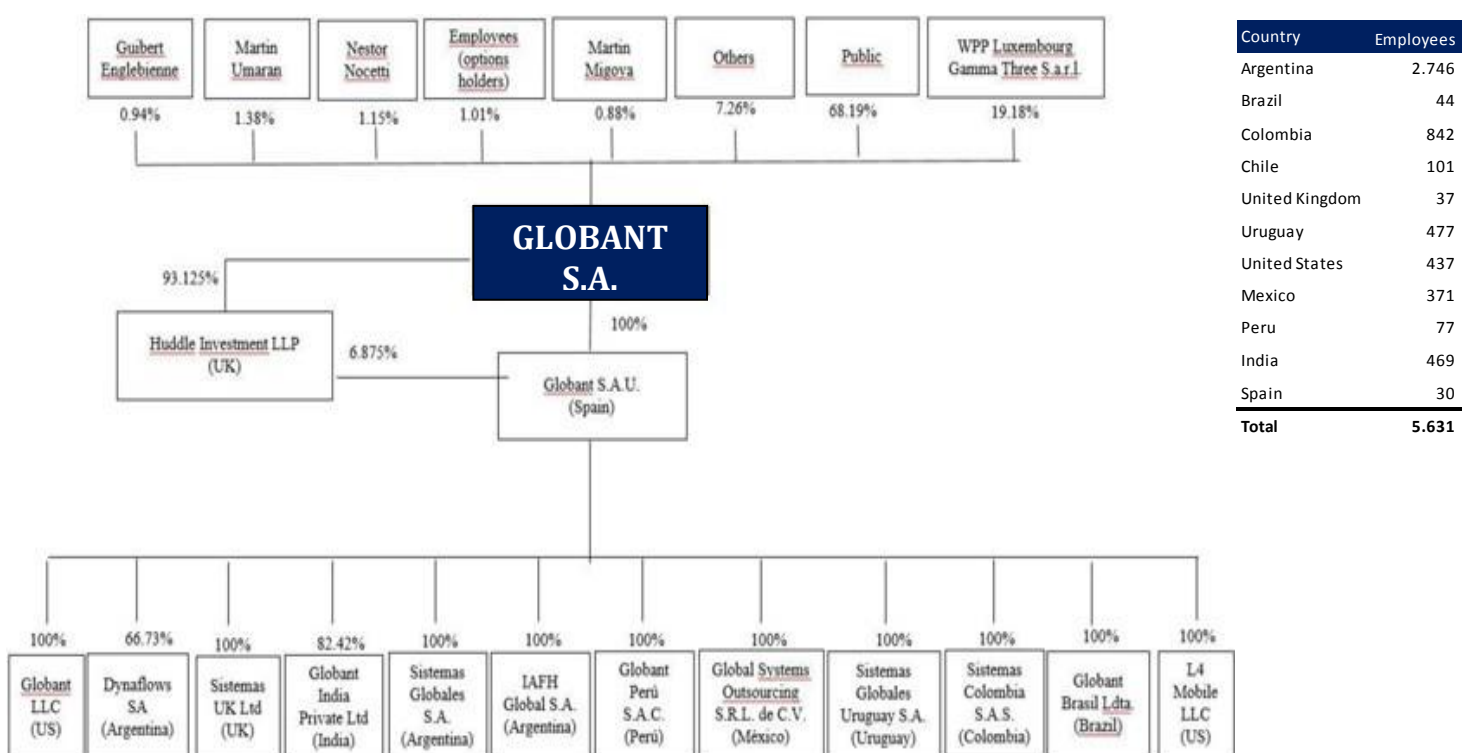 Guibert
Englebienne
0.94%
Martin
Umaran
1.38%
Nestor
Nocetti
1.15%
Employees
(options
holders)
1.01%
Martin
Migoya
0.88%
Others
7.26%
Public
68.19%
WPP Luxembourg
Gamma Three S.a.r.l.
19.18%
GLOBANT
S.A.
93.125%
100%
Huddle Investment LLP
(UK)
6.875%
Globant S.A.U.
(Spain)
100%
Globant
LLC
(US)
66.73%
Dynaflows
SA
(Argentina)
100%
Sistemas
UK Ltd
(UK)
82.42%
Globant
India
Private Ltd
(India)
100%
Sistemas
Globales
S.A.
(Argentina)
100%
IAFH
Global S.A.
(Argentina)
100%
Globant
Perú
S.A.C.
(Perú)
100%
Global Systems
Outsourcing
S.R.L. de C.V.
(México)
100%
Sistemas
Globales
Uruguay S.A.
(Uruguay)
100%
Sistemas
Colombia
S.A.S.
(Colombia)
100%
Globant
Brasil Ldta.
(Brazil)
100%
L4
Mobile
LLC
(US)
Country Employees
Argentina 2.746
Brazil 44
Colombia 842
Chile 101
United Kingdom 37
Uruguay 477
United States 437
Mexico 371
Peru 77
India 469
Spain 30
Total 5.631